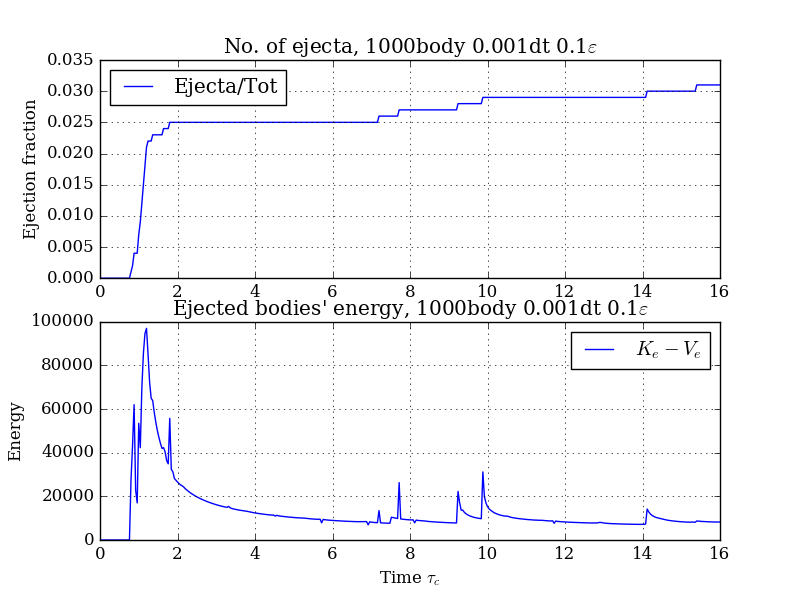 No. of ejecta, 1000body 0.001dt 0.1ε
0.035
0.030
0.025
0.020
0.015
0.010
0.005
0.000
Ejection fraction
Ejecta/Tot
0 2 4 6 8 10 12 14 16
Ejected bodies' energy, 1000body 0.001dt 0.1ε
100000
80000
60000
40000
20000
0
Energy
K_e − V_e
0 2 4 6 8 10 12 14 16
Time τ_c